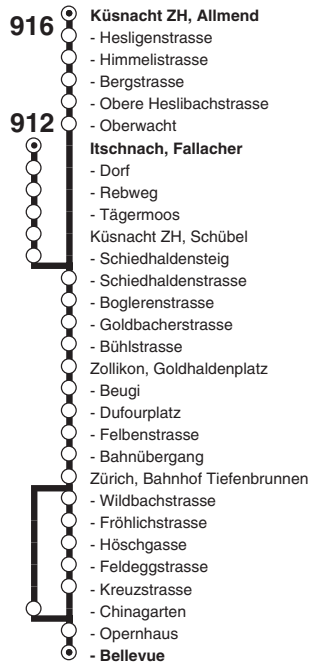 916 Küsnacht ZH, Allmend
- Hesligenstrasse
- Himmelistrasse
- Bergstrasse
- Obere Heslibachstrasse
912 - Oberwacht
Itschnach, Fallacher
- Dorf
- Rebweg
- Tägermoos
Küsnacht ZH, Schübel
- Schiedhaldensteig
- Schiedhaldenstrasse
- Boglerenstrasse
- Goldbacherstrasse
- Bühlstrasse
Zollikon, Goldhaldenplatz
- Beugi
- Dufourplatz
- Felbenstrasse
- Bahnübergang
Zürich, Bahnhof Tiefenbrunnen
- Wildbachstrasse
- Fröhlichstrasse
- Höschgasse
- Feldeggstrasse
- Kreuzstrasse
- Chinagarten
- Opernhaus
- Bellevue